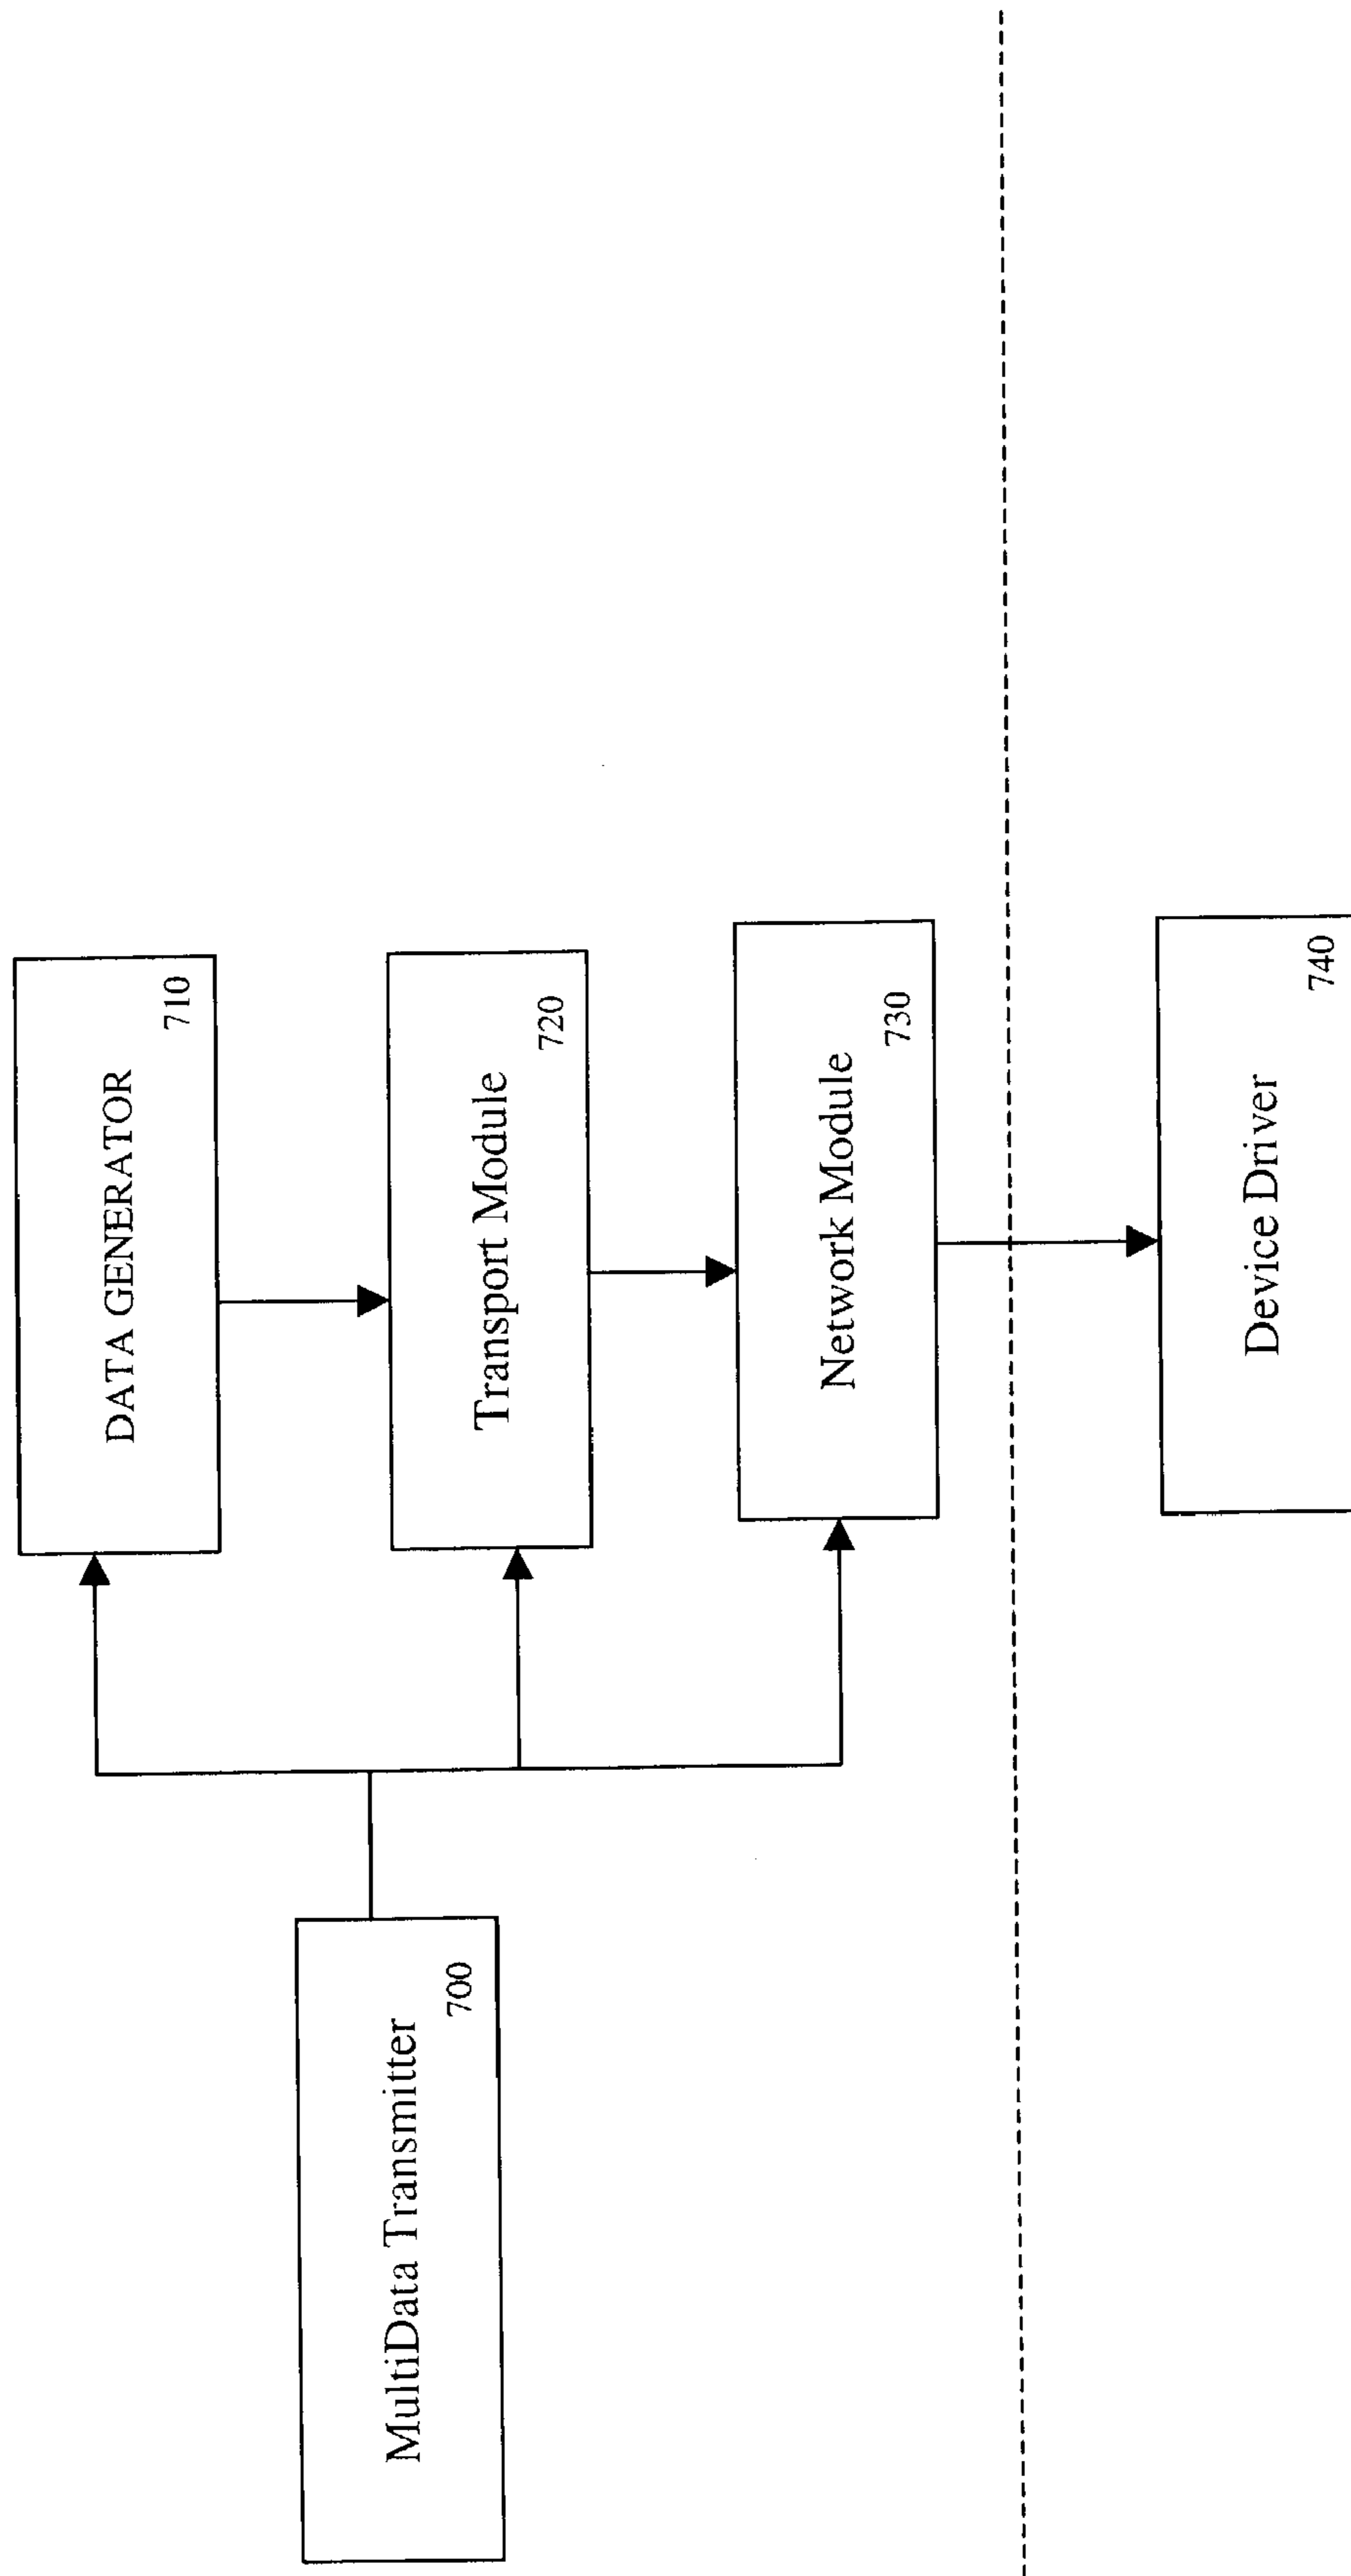 DATA GENERATOR
710
MultiData Transmitter
700
Transport Module
720
Network Module
730
Device Driver
740